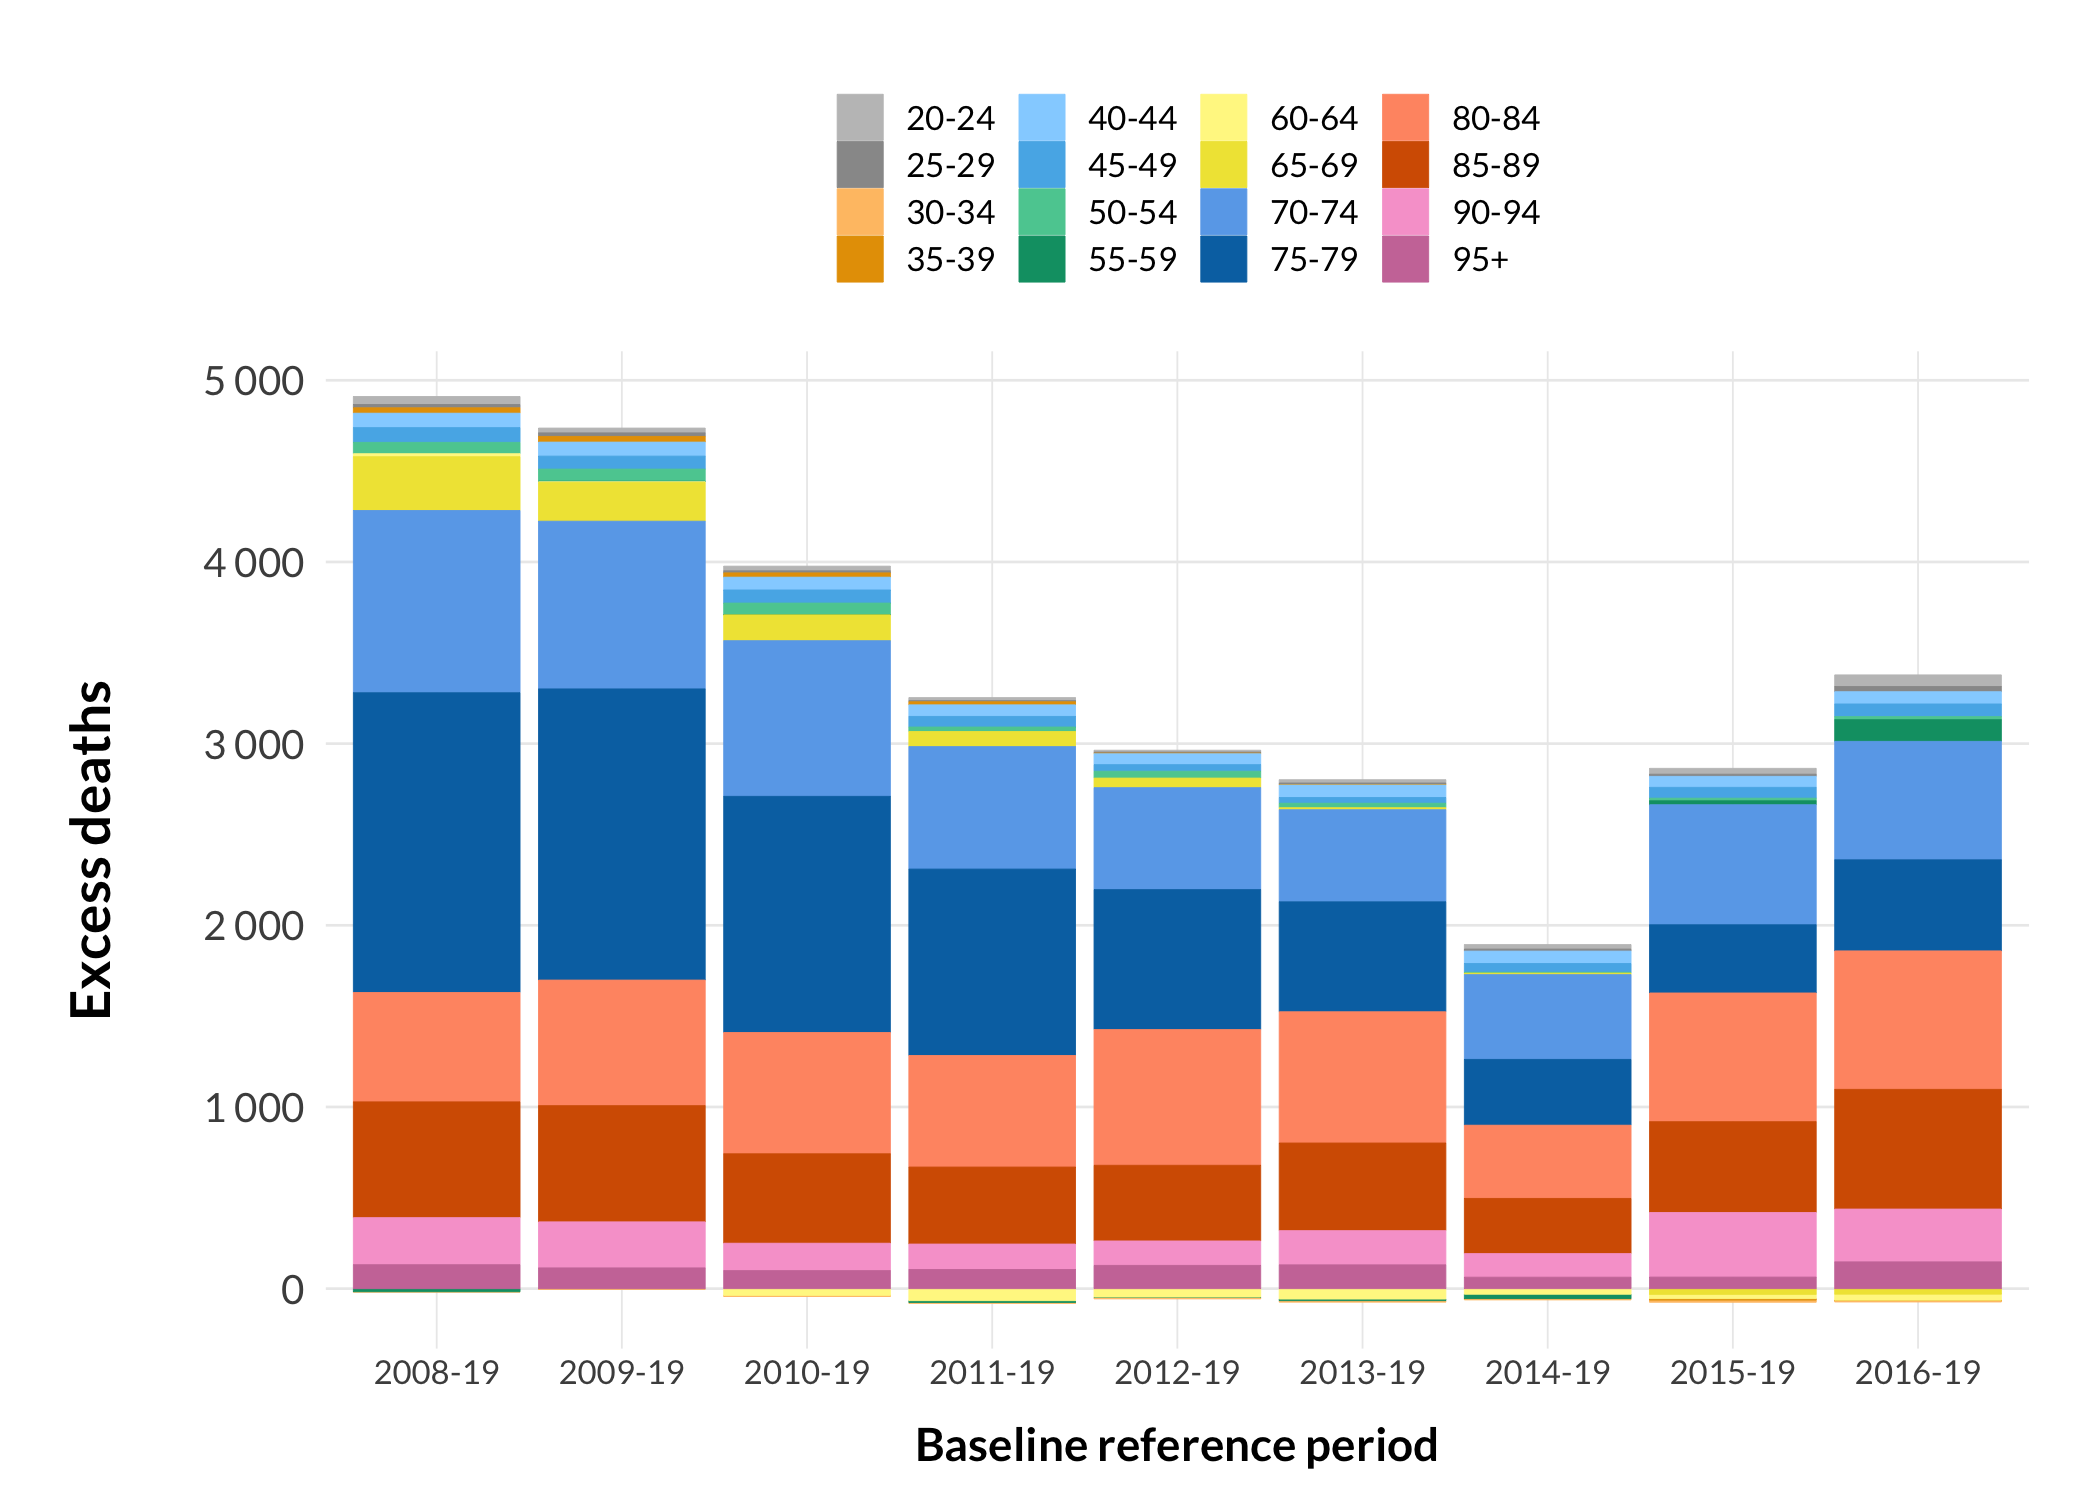 20-24 40-44 60-64 80-84
25-29 45-49 65-69 85-89
30-34 50-54 70-74 90-94
35-39 55-59 75-79 95+
5 000
4 000
3 000
2 000
1 000
0
Excess deaths
2008-19 2009-19 2010-19 2011-19 2012-19 2013-19 2014-19 2015-19 2016-19
Baseline reference period